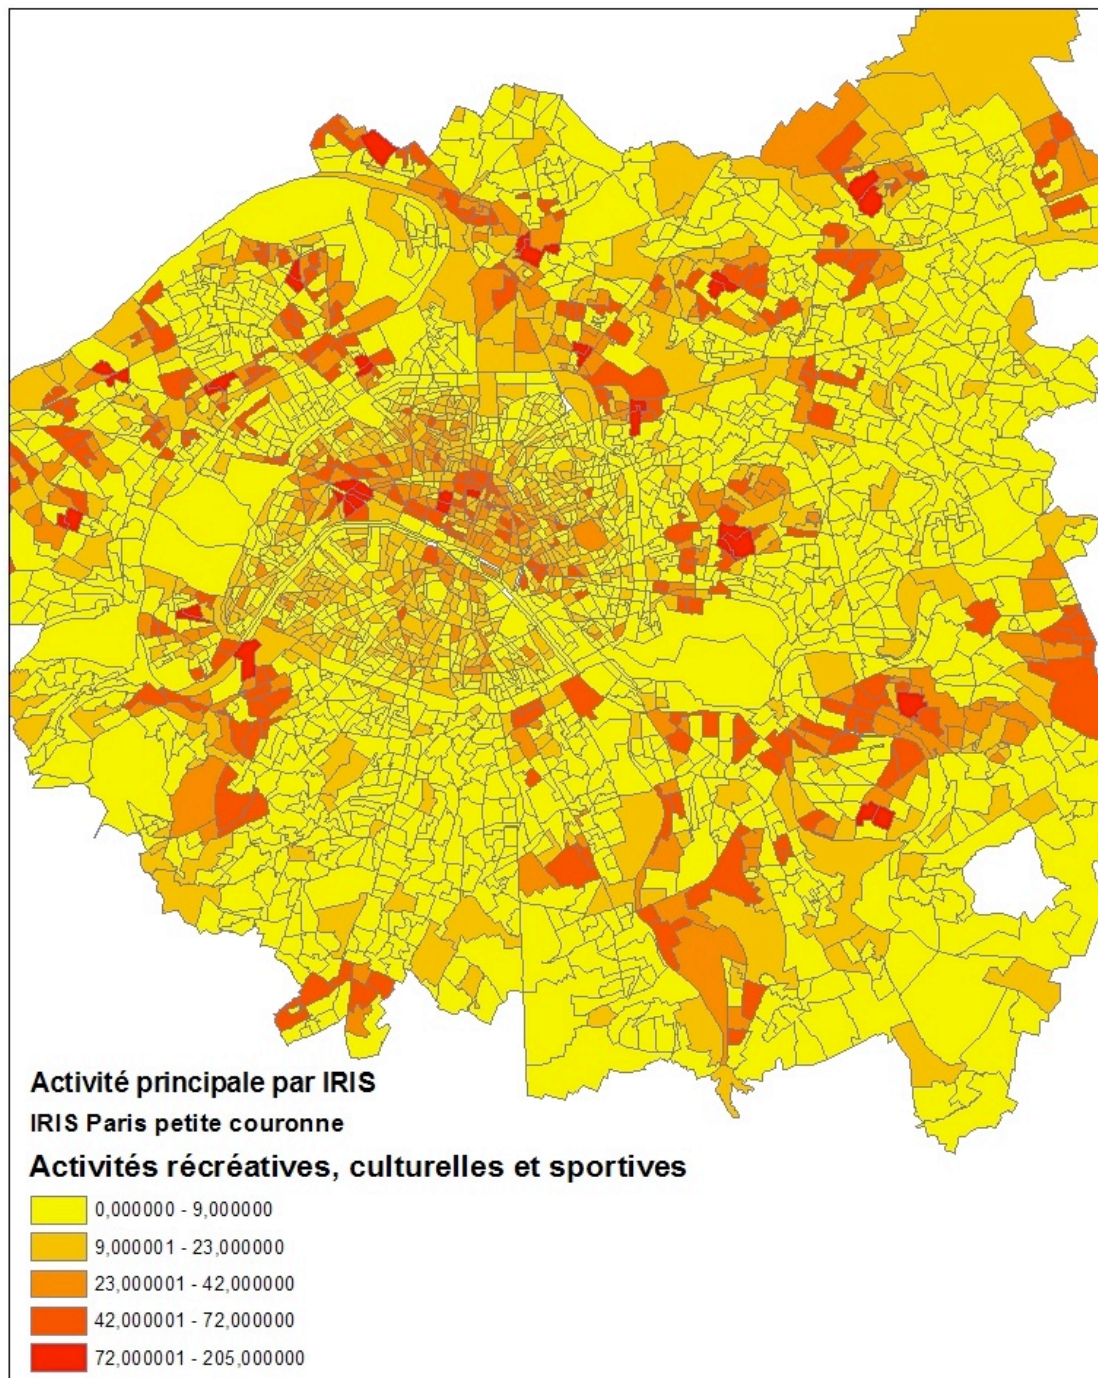 Activité principale par IRIS
IRIS Paris petite couronne
Activités récréatives, culturelles et sportives
0,000000 - 9,000000
9,000001 - 23,000000
23,000001 - 42,000000
42,000001 - 72,000000
72,000001 - 205,000000